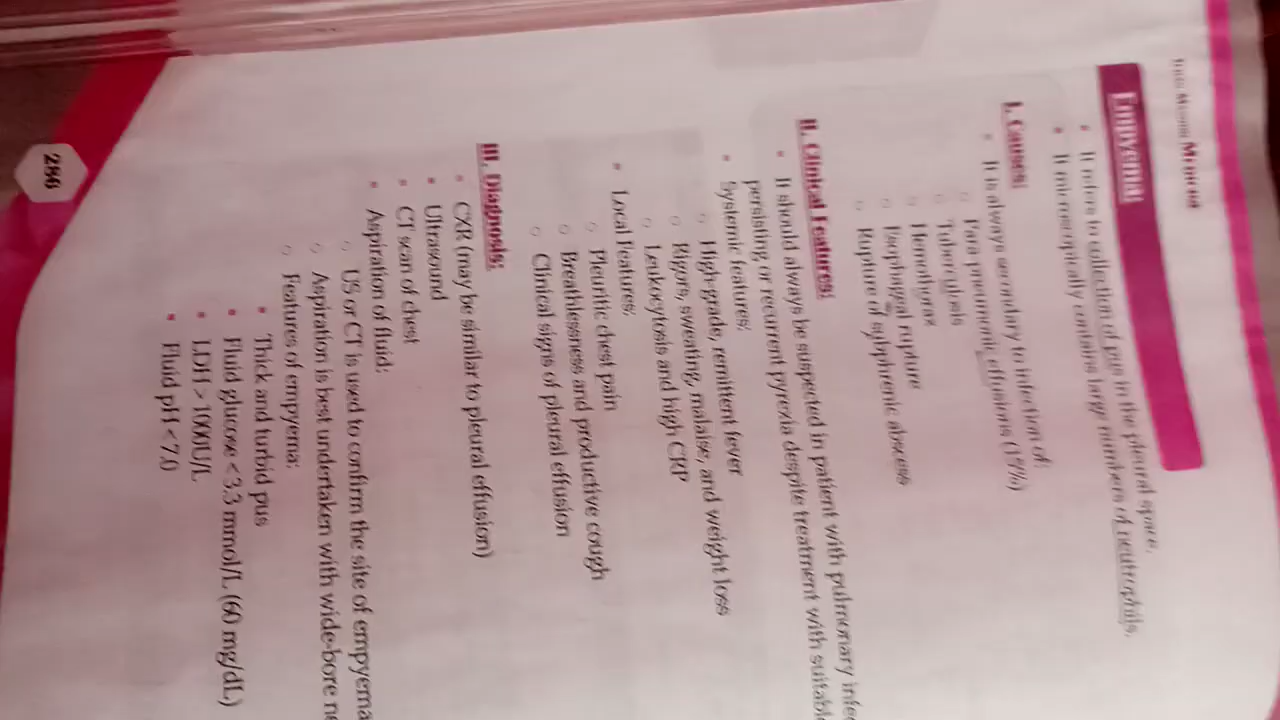 Medicine
Empyema
• It refers to collection of pus in the pleural space.
• It microscopically contains large numbers of neutrophils.
I. Causes:
• It is always secondary to infection of:
○ Para pneumonic effusions (1%)
○ Tuberculosis
○ Hemothorax
○ Esophageal rupture
○ Rupture of subphrenic abscess
II. Clinical Features:
• It should always be suspected in patient with pulmonary
persisting or recurrent pyrexia despite treatment with
• Systemic features:
○ High-grade, remittent fever
○ Rigors, sweating, malaise, and weight loss
○ Leukocytosis and high CRP
• Local features:
○ Pleuritic chest pain
○ Breathlessness and productive cough
○ Clinical signs of pleural effusion
III. Diagnosis:
• CXR (may be similar to pleural effusion)
• Ultrasound
• CT scan of chest
• Aspiration of fluid:
○ US or CT is used to confirm the site of empyema
○ Aspiration is best undertaken with wide-bore
○ Features of empyema:
▪ Thick and turbid pus
▪ Fluid glucose <3.3 mmol/L (60 mg/dL)
▪ LDH > 1000U/L
▪ Fluid pH <7.0
286